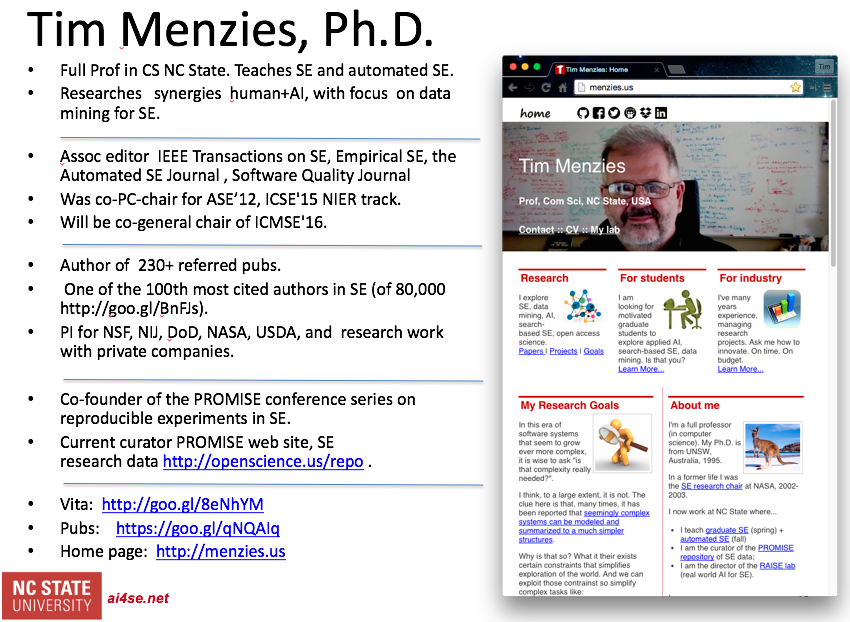 Tim Menzies, Ph.D.
• Full Prof in CS NC State. Teaches SE and automated SE.
• Researches synergies human+AI, with focus on data
mining for SE.
• Assoc editor IEEE Transactions on SE, Empirical SE, the
Automated SE Journal , Software Quality Journal
• Was co-PC-chair for ASE’12, ICSE'15 NIER track.
• Will be co-general chair of ICMSE'16.
• Author of 230+ referred pubs.
• One of the 100th most cited authors in SE (of 80,000
http://goo.gl/BnFJs).
• PI for NSF, NIJ, DoD, NASA, USDA, and research work
with private companies.
• Co-founder of the PROMISE conference series on
reproducible experiments in SE.
• Current curator PROMISE web site, SE
research data http://openscience.us/repo .
• Vita: http://goo.gl/8eNhYM
• Pubs: https://goo.gl/qNQAIq
• Home page: http://menzies.us
NC STATE
UNIVERSITY
ai4se.net
Tim Menzies: Home
Tim
menzies.us
home
Tim Menzies
Prof, Com Sci, NC State, USA
Contact :: CV :: My lab
Research
I explore
SE, data
mining, AI,
search-
based SE, open access
science.
Papers | Projects | Goals
For students
I am
looking for
motivated
graduate
students to
explore applied AI,
search-based SE, data
mining. Is that you?
Learn More...
For industry
I've many
years
experience,
managing
research
projects. Ask me how to
innovate. On time. On
budget.
Learn More...
My Research Goals
In this era of
software systems
that seem to grow
ever more complex,
it is wise to ask "is
that complexity really
needed?".
I think, to a large extent, it is not. The
clue here is that, many times, it has
been reported that seemingly complex
systems can be modeled and
summarized to a much simpler
structures.
Why is that so? What it their exists
certain constraints that simplifies
exploration of the world. And we can
exploit those contrainst so simplify
complex tasks like:
About me
I'm a full professor
(in computer
science). My Ph.D. is
from UNSW,
Australia, 1995.
In a former life I was
the SE research chair at NASA, 2002-
2003.
I now work at NC State where...
• I teach graduate SE (spring) +
automated SE (fall)
• I am the curator of the PROMISE
repository of SE data;
• I am the director of the RAISE lab
(real world AI for SE).